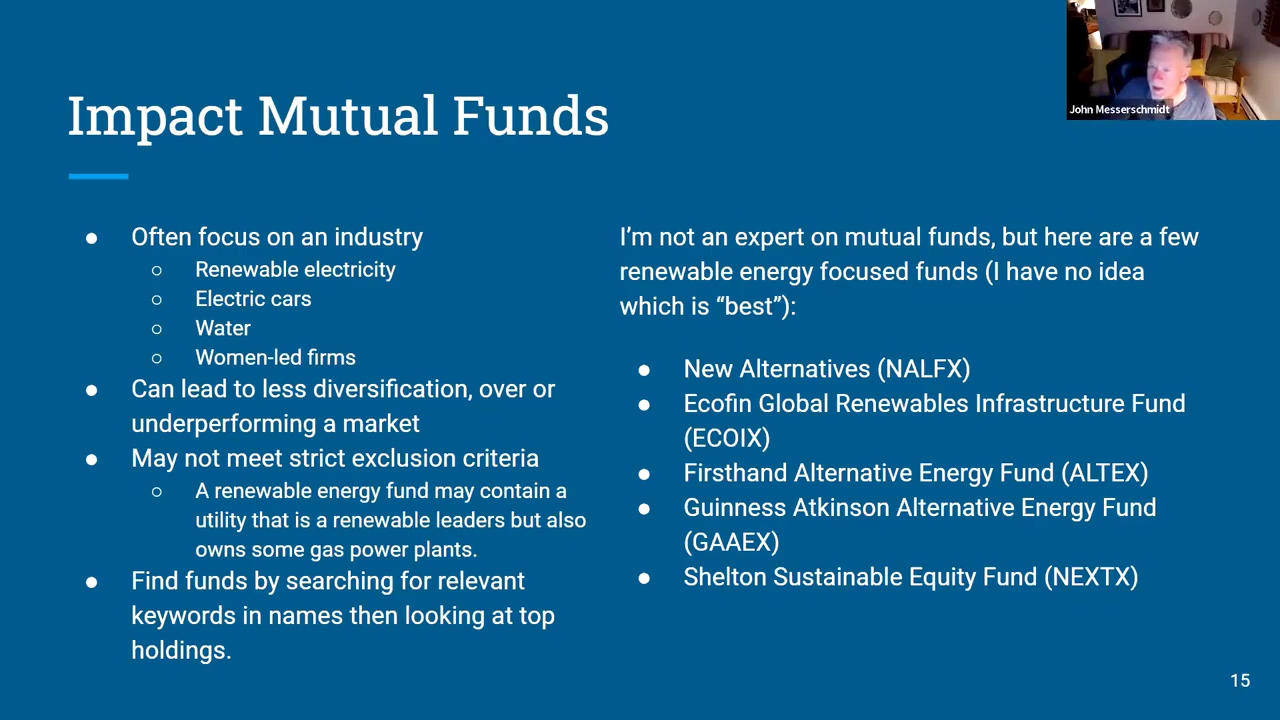 John Messerschmidt
Impact Mutual Funds
● Often focus on an industry
○ Renewable electricity
○ Electric cars
○ Water
○ Women-led firms
● Can lead to less diversification, over or
underperforming a market
● May not meet strict exclusion criteria
○ A renewable energy fund may contain a
utility that is a renewable leaders but also
owns some gas power plants.
● Find funds by searching for relevant
keywords in names then looking at top
holdings.
I’m not an expert on mutual funds, but here are a few
renewable energy focused funds (I have no idea
which is “best”):
● New Alternatives (NALFX)
● Ecofin Global Renewables Infrastructure Fund
(ECOIX)
● Firsthand Alternative Energy Fund (ALTEX)
● Guinness Atkinson Alternative Energy Fund
(GAAEX)
● Shelton Sustainable Equity Fund (NEXTX)
15